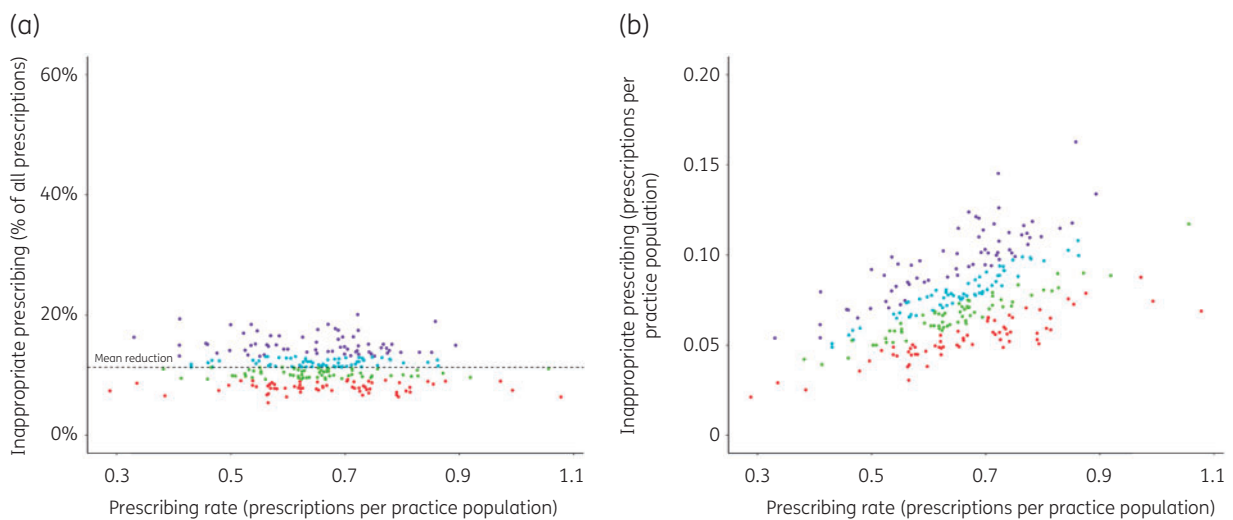 (a)
Inappropriate prescribing (% of all prescriptions)
60%
40%
20%
Mean reduction
0%
0.3 0.5 0.7 0.9 1.1
Prescribing rate (prescriptions per practice population)
(b)
Inappropriate prescribing (prescriptions per
practice population)
0.20
0.15
0.10
0.05
0
0.3 0.5 0.7 0.9 1.1
Prescribing rate (prescriptions per practice population)